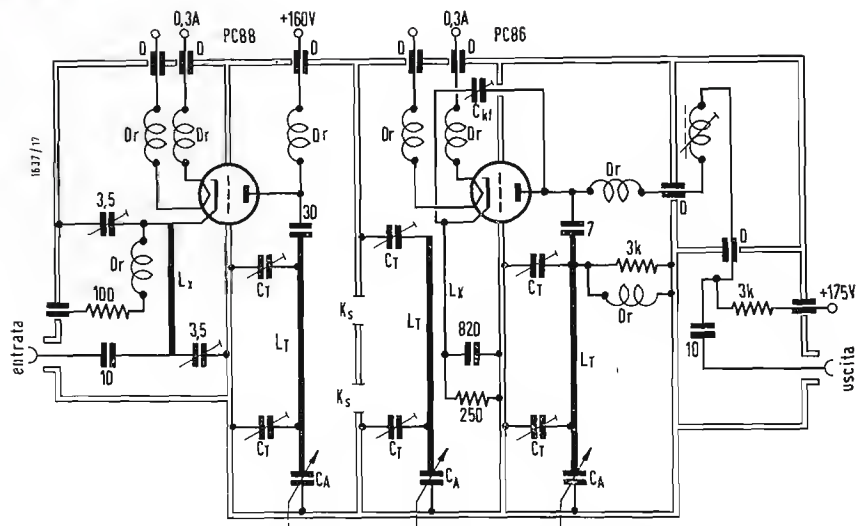 0,3A
+160V
0,3A
PC88
PC86
D
D
D
D
D
Dr
Dr
Dr
Dr
Dr
Ckf
Dr
D
1637/17
3,5
30
7
D
Dr
Lx
CT
CT
Lx
CT
3k
Dr
3k
+175V
100
KS
LT
LT
820
10
entrata
10
3,5
KS
250
uscita
CT
CT
CT
CA
CA
CA